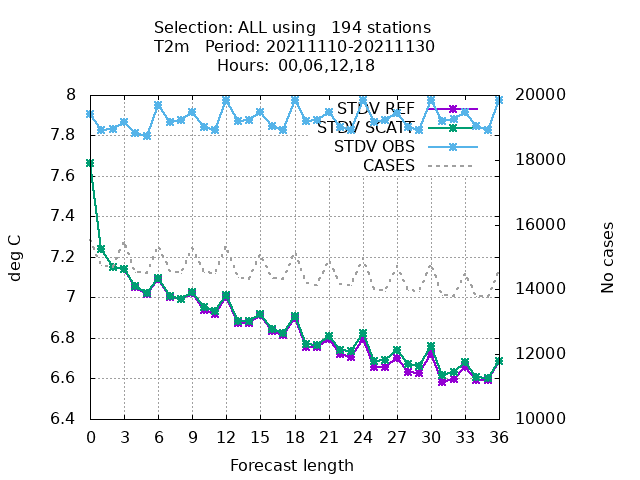 Selection: ALL using   194 stations
T2m   Period: 20211110-20211130
Hours:  00,06,12,18
8
7.8
7.6
7.4
7.2
7
6.8
6.6
6.4
deg C
20000
18000
16000
14000
12000
10000
No cases
STDV REF
STDV SCATT
STDV OBS
CASES
0 3 6 9 12 15 18 21 24 27 30 33 36
Forecast length